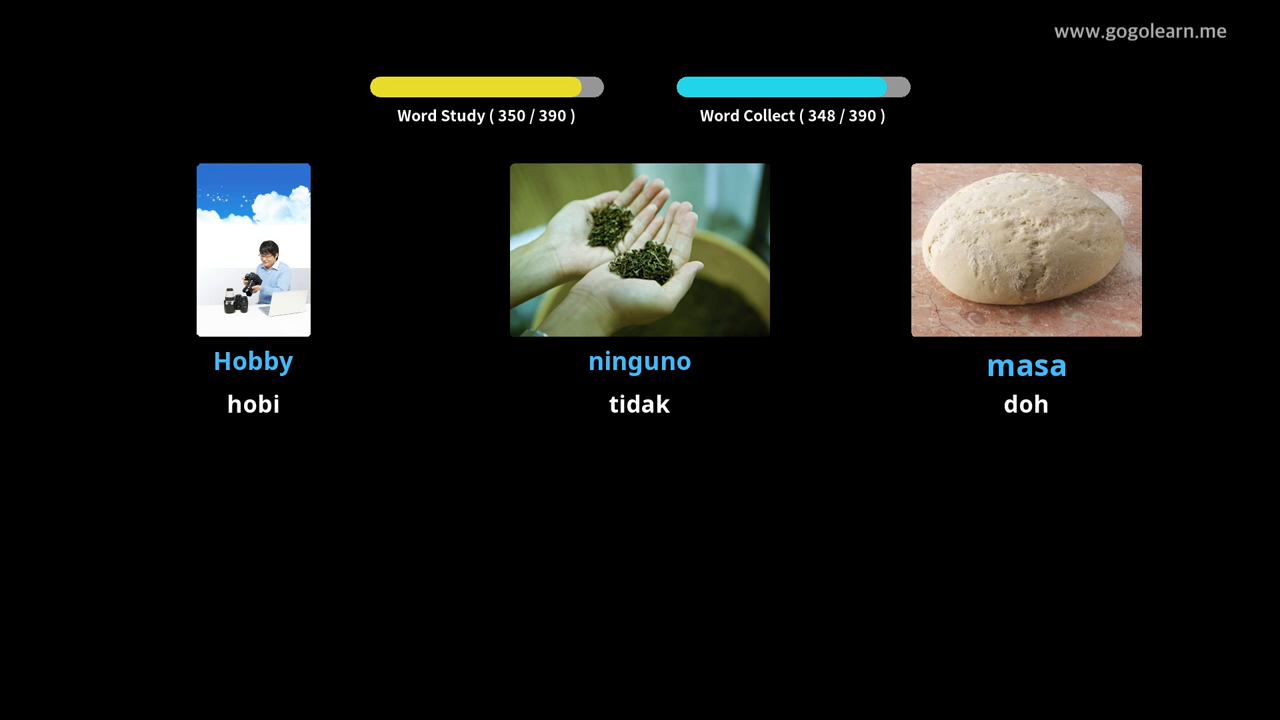 www.gogolearn.me
Word Study ( 350 / 390 )
Word Collect ( 348 / 390 )
Hobby
hobi
ninguno
tidak
masa
doh